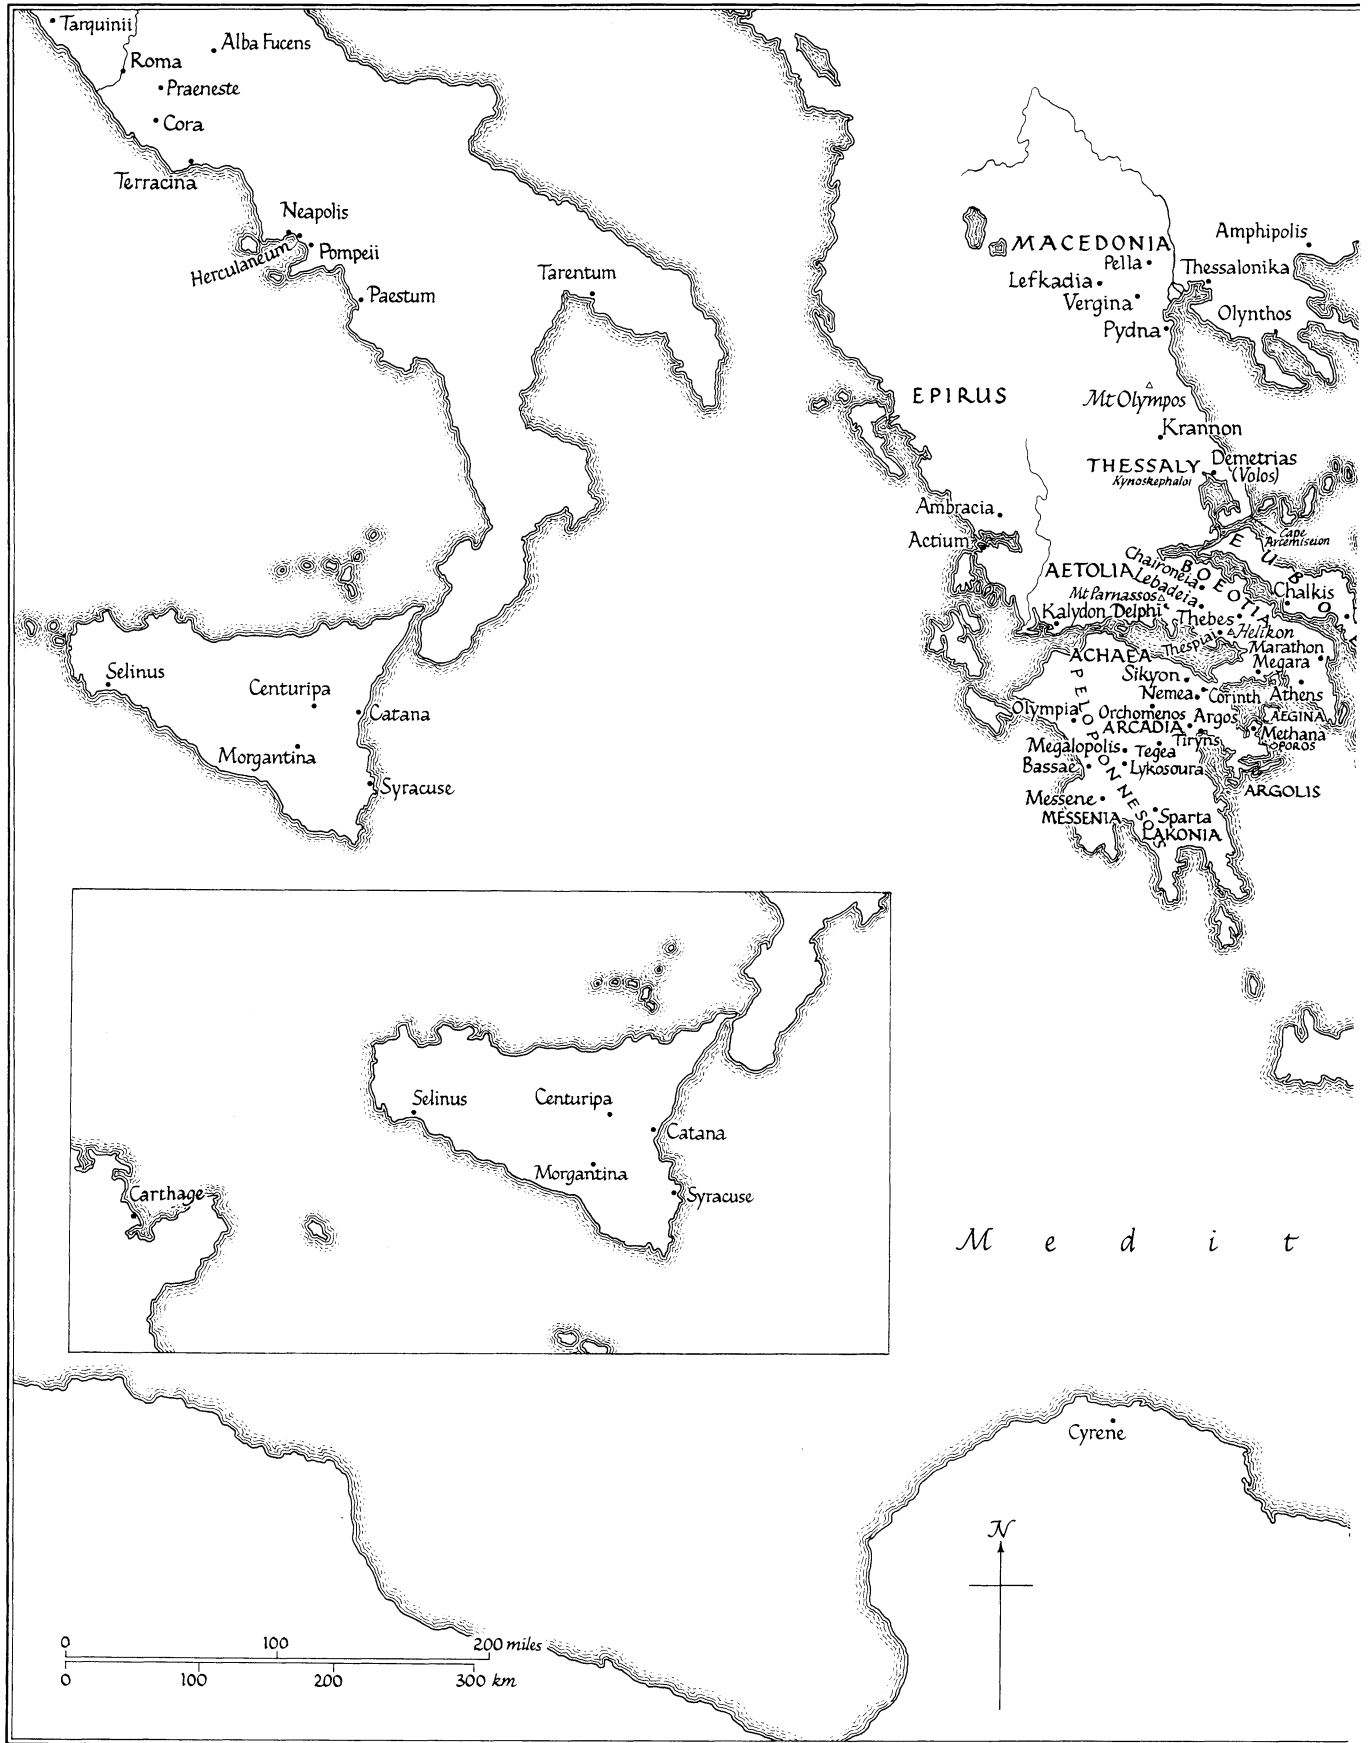 Tarquinii
Alba Fucens
Roma
Praeneste
Cora
Terracina
Neapolis
Herculaneum
Pompeii
Paestum
Tarentum
Selinus
Centuripa
Catana
Morgantina
Syracuse
MACEDONIA
Amphipolis
Pella
Thessalonika
Lefkadia
Vergina
Olynthos
Pydna
EPIRUS
Mt Olympos
Krannon
THESSALY
Demetrias
(Volos)
Kynoskephaloi
Ambracia
Actium
Cape
Artemiseion
EUBO
AETOLIA
Chaironeia
BOEOTIA
Lebadeia
Mt Parnassos
Chalkis
Kalydon
Delphi
Thebes
Thespiai
Helikon
Marathon
ACHAEA
Megara
Sikyon
Nemea
Corinth
Athens
PELOPONNESOS
Olympia
Orchomenos
Argos
AEGINA
ARCADIA
Methana
Tiryns
POROS
Megalopolis
Tegea
Bassae
Lykosoura
ARGOLIS
Messene
MESSENIA
Sparta
LAKONIA
Selinus
Centuripa
Catana
Morgantina
Syracuse
Carthage
Medit
Cyrene
N
0 100 200 miles
0 100 200 300 km